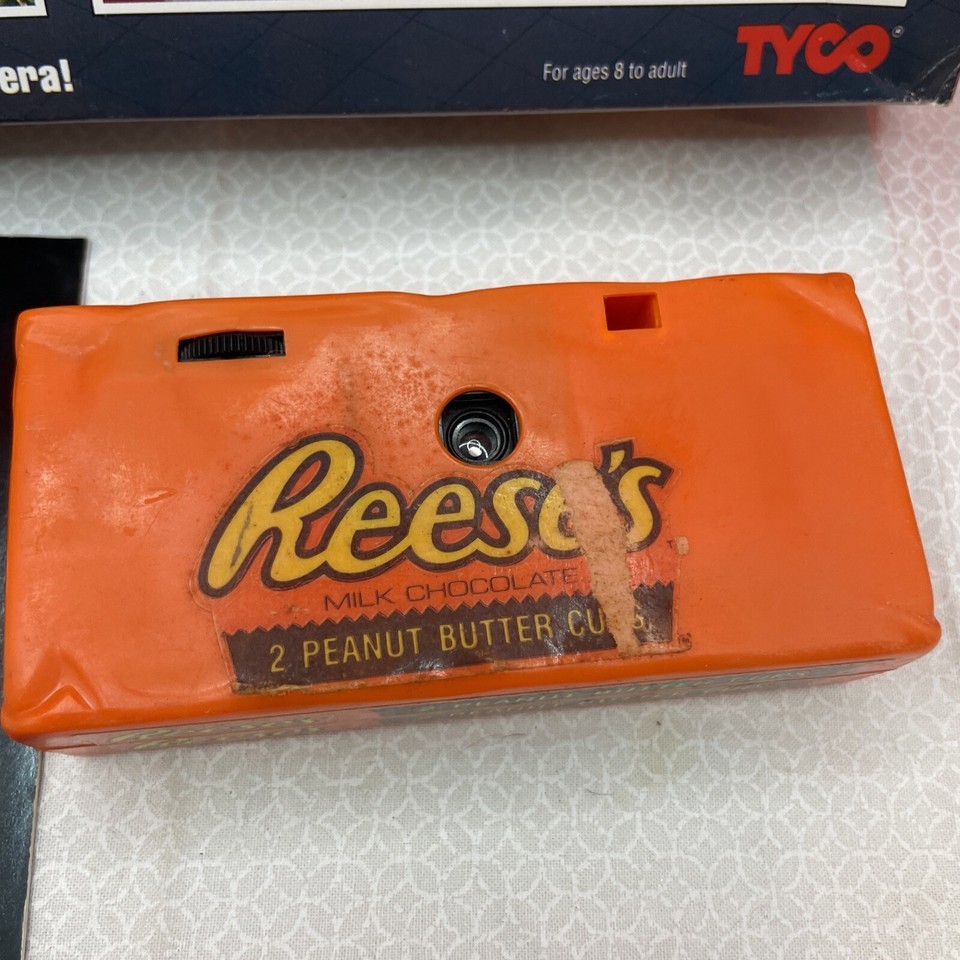 era!
For ages 8 to adult
TYCO®
Reese's
MILK CHOCOLATE
2 PEANUT BUTTER CUPS